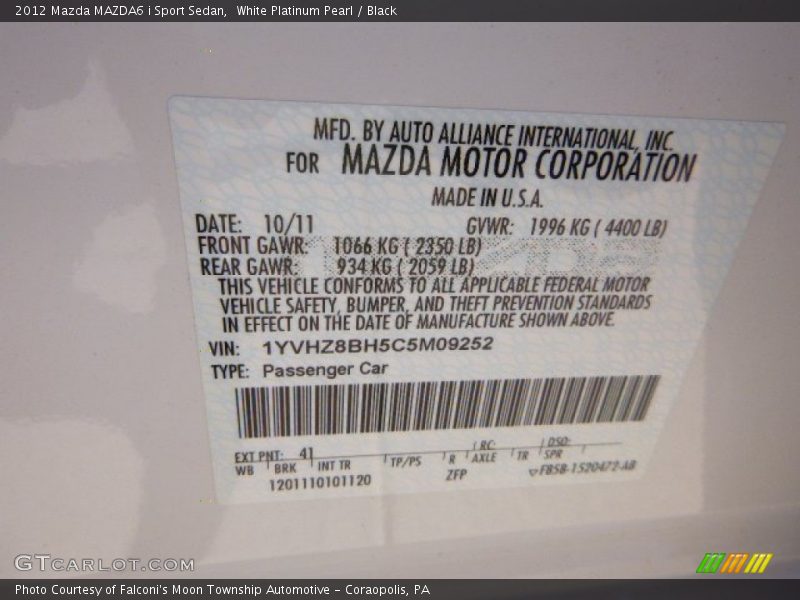 2012 Mazda MAZDA6 i Sport Sedan,  White Platinum Pearl / Black
MFD. BY AUTO ALLIANCE INTERNATIONAL, INC.
FOR MAZDA MOTOR CORPORATION
MADE IN U.S.A.
DATE: 10/11 GVWR: 1996 KG ( 4400 LB)
FRONT GAWR: 1066 KG ( 2350 LB)
REAR GAWR: 934 KG ( 2059 LB)
THIS VEHICLE CONFORMS TO ALL APPLICABLE FEDERAL MOTOR
VEHICLE SAFETY, BUMPER, AND THEFT PREVENTION STANDARDS
IN EFFECT ON THE DATE OF MANUFACTURE SHOWN ABOVE.
VIN: 1YVHZ8BH5C5M09252
TYPE: Passenger Car
EXT PNT: 41 RC: DSO:
WB BRK INT TR TP/PS R AXLE TR SPR
1201110101120 ZFP F85B-1520472-AB
GTCARLOT.COM
Photo Courtesy of Falconi's Moon Township Automotive - Coraopolis, PA